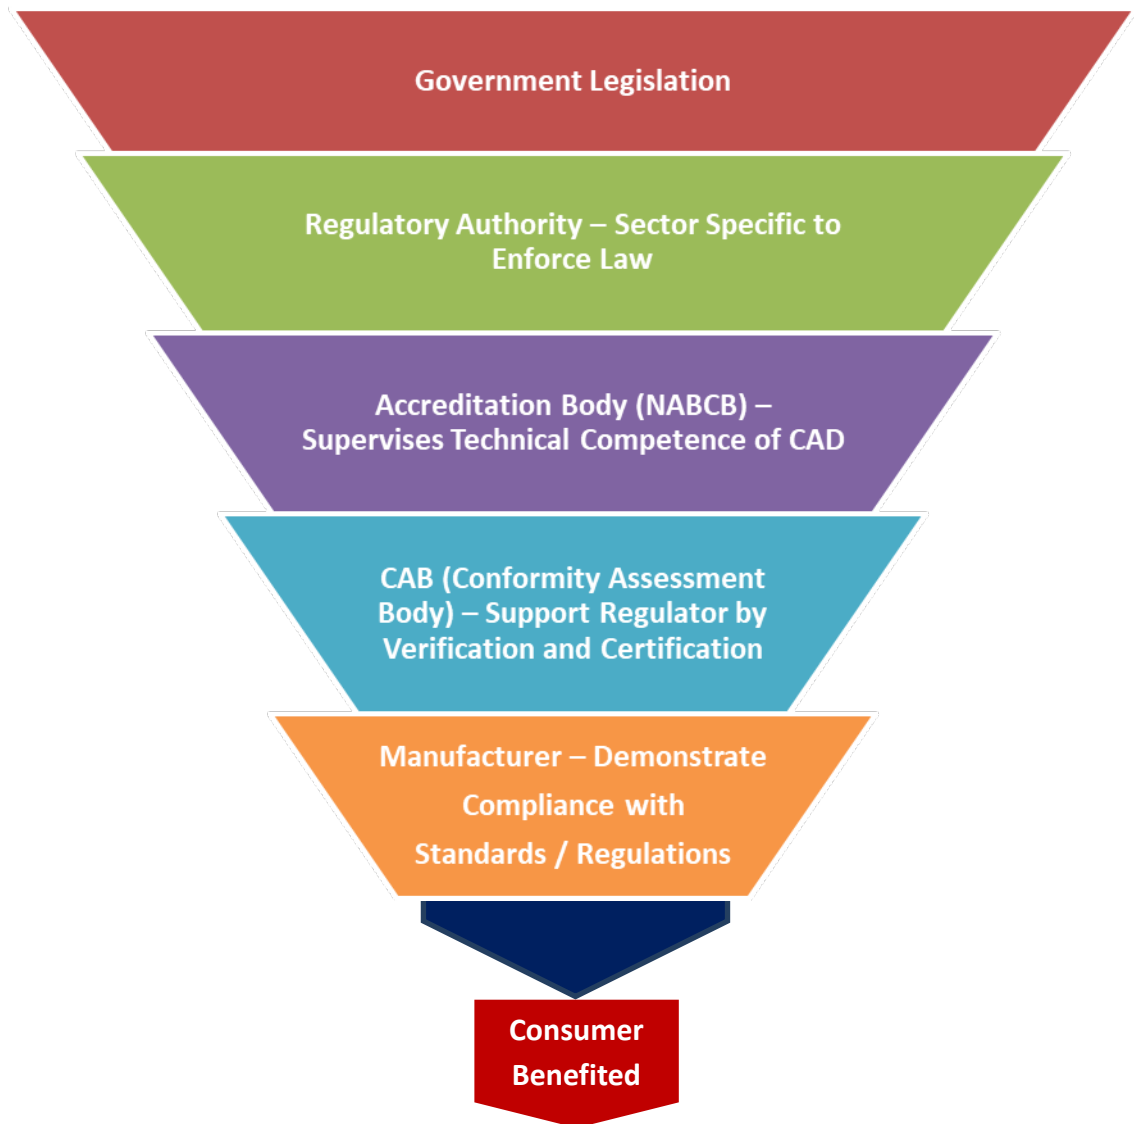 Government Legislation
Regulatory Authority – Sector Specific to
Enforce Law
Accreditation Body (NABCB) –
Supervises Technical Competence of CAD
CAB (Conformity Assessment
Body) – Support Regulator by
Verification and Certification
Manufacturer – Demonstrate
Compliance with
Standards / Regulations
Consumer
Benefited